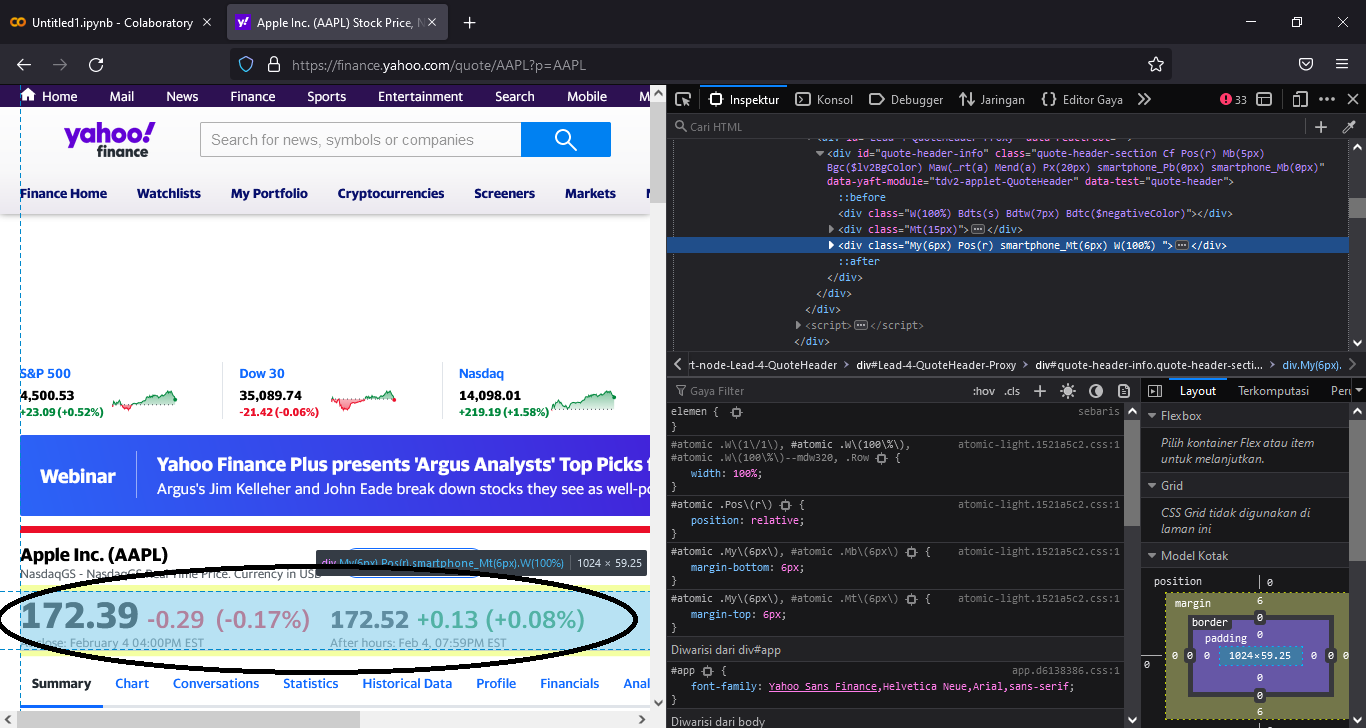 Untitled1.ipynb - Colaboratory
Apple Inc. (AAPL) Stock Price, N
https://finance.yahoo.com/quote/AAPL?p=AAPL
Home Mail News Finance Sports Entertainment Search Mobile M
yahoo!
finance
Search for news, symbols or companies
Finance Home Watchlists My Portfolio Cryptocurrencies Screeners Markets
S&P 500
4,500.53
+23.09 (+0.52%)
Dow 30
35,089.74
-21.42 (-0.06%)
Nasdaq
14,098.01
+219.19 (+1.58%)
Webinar
Yahoo Finance Plus presents 'Argus Analysts' Top Picks f
Argus's Jim Kelleher and John Eade break down stocks they see as well-po
Apple Inc. (AAPL)
NasdaqGS - NasdaqGS Real Time Price. Currency in USD
div.My(6px).Pos(r).smartphone_Mt(6px).W(100%) 1024 × 59.25
172.39 -0.29 (-0.17%) 172.52 +0.13 (+0.08%)
close: February 4 04:00PM EST After hours: Feb 4, 07:59PM EST
Summary Chart Conversations Statistics Historical Data Profile Financials Anal
Inspektur Konsol Debugger Jaringan Editor Gaya 33
Cari HTML
<div id="quote-header-info" class="quote-header-section Cf Pos(r) Mb(5px)
Bgc($lv2BgColor) Maw(…rt(a) Mend(a) Px(20px) smartphone_Pb(0px) smartphone_Mb(0px)"
data-yaft-module="tdv2-applet-QuoteHeader" data-test="quote-header">
::before
<div class="W(100%) Bdts(s) Bdtw(7px) Bdtc($negativeColor)"></div>
<div class="Mt(15px)"></div>
<div class="My(6px) Pos(r) smartphone_Mt(6px) W(100%) "></div>
::after
</div>
</div>
</div>
<script></script>
</div>
rt-node-Lead-4-QuoteHeader div#Lead-4-QuoteHeader-Proxy div#quote-header-info.quote-header-secti... div.My(6px).
Gaya Filter :hov .cls
elemen { sebaris
}
#atomic .W\(1\/1\), #atomic .W\(100\%\), atomic-light.1521a5c2.css:1
#atomic .W\(100\%\)--mdw320, .Row {
width: 100%;
}
#atomic .Pos\(r\) { atomic-light.1521a5c2.css:1
position: relative;
}
#atomic .My\(6px\), #atomic .Mb\(6px\) { atomic-light.1521a5c2.css:1
margin-bottom: 6px;
}
#atomic .My\(6px\), #atomic .Mt\(6px\) { atomic-light.1521a5c2.css:1
margin-top: 6px;
}
Diwarisi dari div#app
#app { app.d6138386.css:1
font-family: Yahoo Sans Finance,Helvetica Neue,Arial,sans-serif;
}
Diwarisi dari body
Layout Terkomputasi Peru
Flexbox
Pilih kontainer Flex atau item
untuk melanjutkan.
Grid
CSS Grid tidak digunakan di
laman ini
Model Kotak
position 0
margin 6
border 0
padding 0
0 0 0 0 1024×59.25 0 0 0
0
0
6